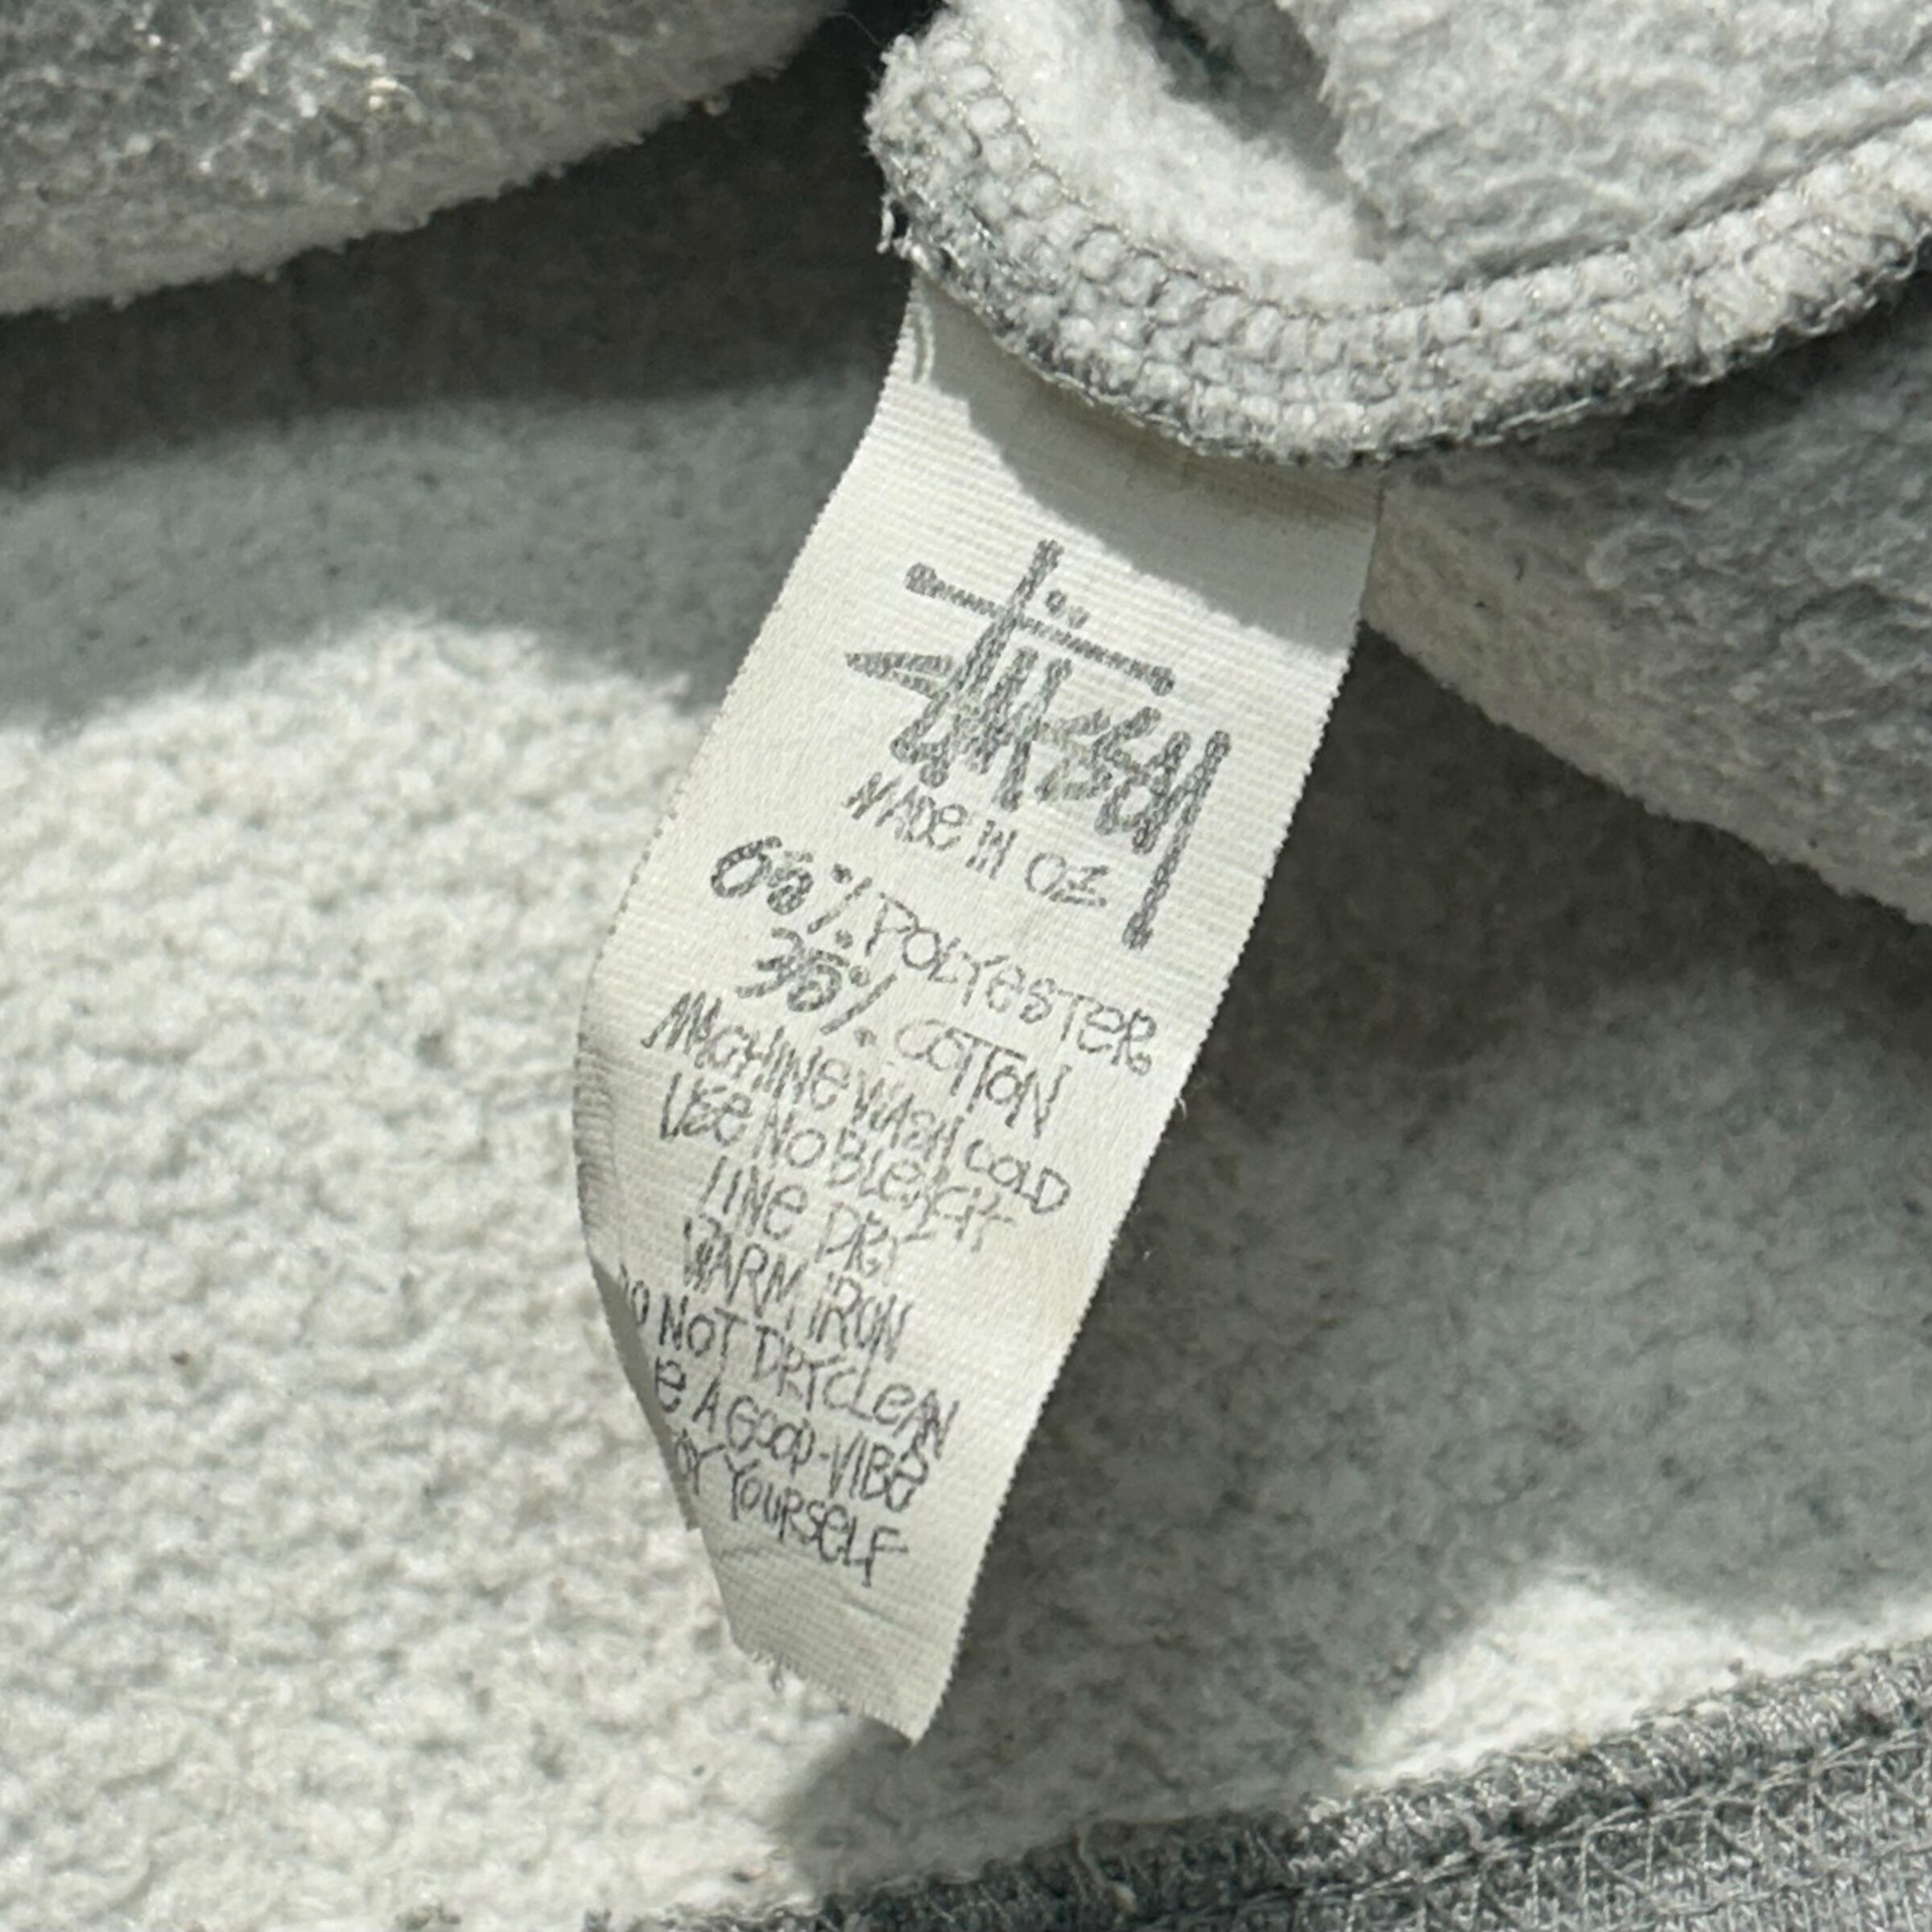 Stüssy
MADE IN OZ
65% POLYESTER
35% COTTON
MACHINE WASH COLD
USE NO BLEACH
LINE DRY
WARM IRON
DO NOT DRYCLEAN
A GOOD-VIBE
YOURSELF